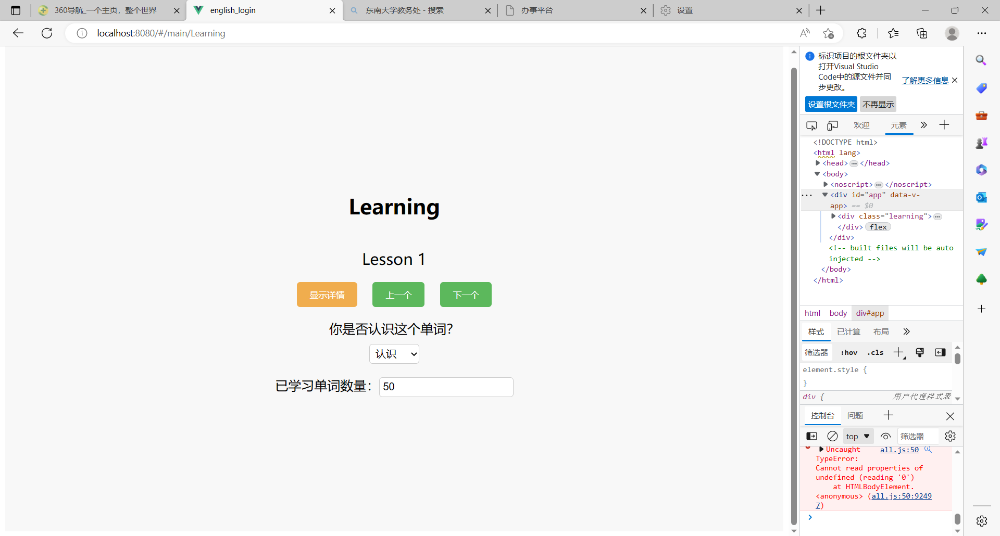 360导航_一个主页，整个世界
english_login
东南大学教务处 - 搜索
办事平台
设置
localhost:8080/#/main/Learning
Learning
Lesson 1
显示详情
上一个
下一个
你是否认识这个单词?
认识
已学习单词数量：
50
标识项目的根文件夹以
打开Visual Studio
Code中的源文件并同
步更改。
了解更多信息
设置根文件夹
不再显示
欢迎
元素
<!DOCTYPE html>
<html lang>
<head>…</head>
<body>
<noscript>…</noscript>
<div id="app" data-v-
app> == $0
<div class="learning">…
</div> flex
</div>
<!-- built files will be auto
injected -->
</body>
</html>
html
body
div#app
样式
已计算
布局
筛选器
:hov
.cls
element.style {
}
div {
用户代理样式表
控制台
问题
top
筛选器
Uncaught all.js:50
TypeError:
Cannot read properties of
undefined (reading '0')
at HTMLBodyElement.
<anonymous> (all.js:50:9249
7)